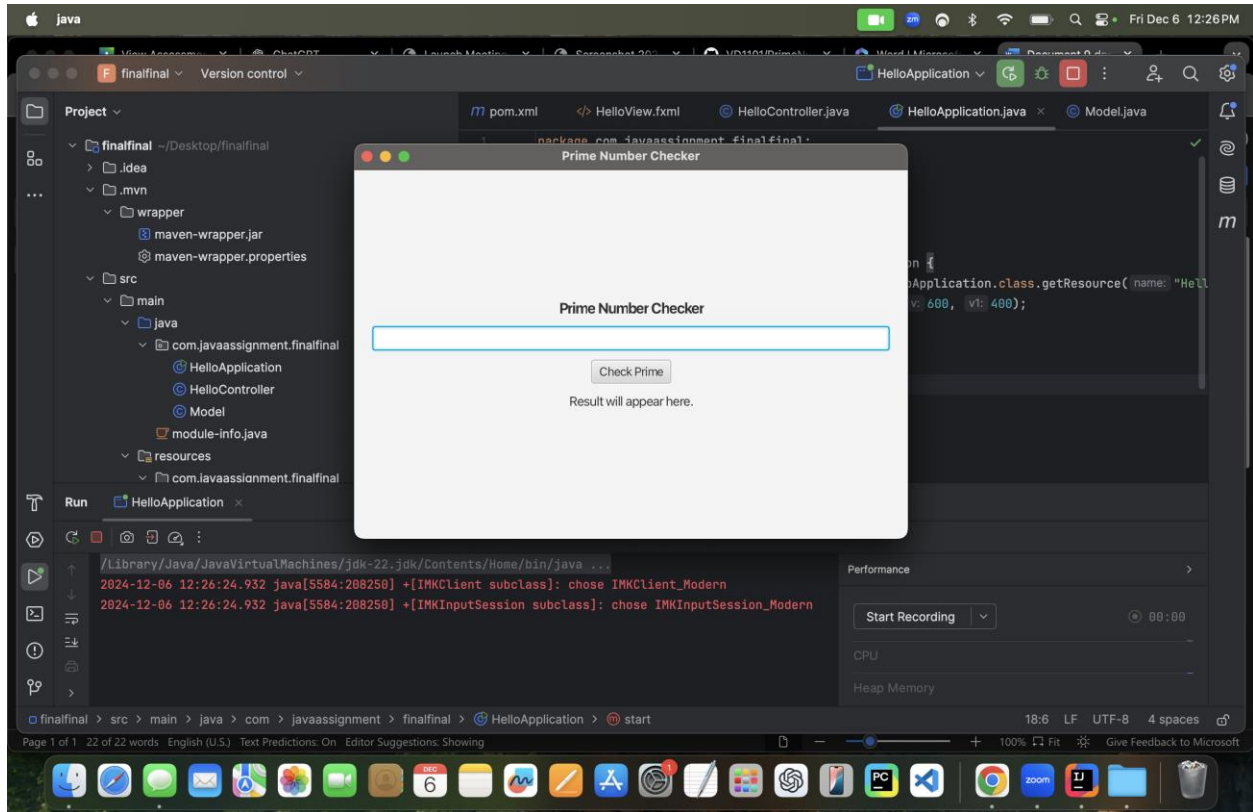 java
Fri Dec 6 12:26 PM
finalfinal
Version control
HelloApplication
Project
pom.xml
HelloView.fxml
HelloController.java
HelloApplication.java
Model.java
finalfinal ~/Desktop/finalfinal
1 package com.javaassignment.finalfinal;
.idea
.mvn
wrapper
maven-wrapper.jar
maven-wrapper.properties
src
main
java
com.javaassignment.finalfinal
HelloApplication
HelloController
Model
module-info.java
resources
com.javaassignment.finalfinal
Prime Number Checker
Prime Number Checker
Check Prime
Result will appear here.
on {
Application.class.getResource( name: "Hell
v: 600, v1: 400);
Run
HelloApplication
/Library/Java/JavaVirtualMachines/jdk-22.jdk/Contents/Home/bin/java ...
2024-12-06 12:26:24.932 java[5584:208250] +[IMKClient subclass]: chose IMKClient_Modern
2024-12-06 12:26:24.932 java[5584:208250] +[IMKInputSession subclass]: chose IMKInputSession_Modern
Performance
Start Recording
00:00
CPU
Heap Memory
finalfinal > src > main > java > com > javaassignment > finalfinal > HelloApplication > start
18:6 LF UTF-8 4 spaces
Page 1 of 1 22 of 22 words English (U.S.) Text Predictions: On Editor Suggestions: Showing
100% Fit Give Feedback to Microsoft
DEC
6
1
PC
zoom
IJ